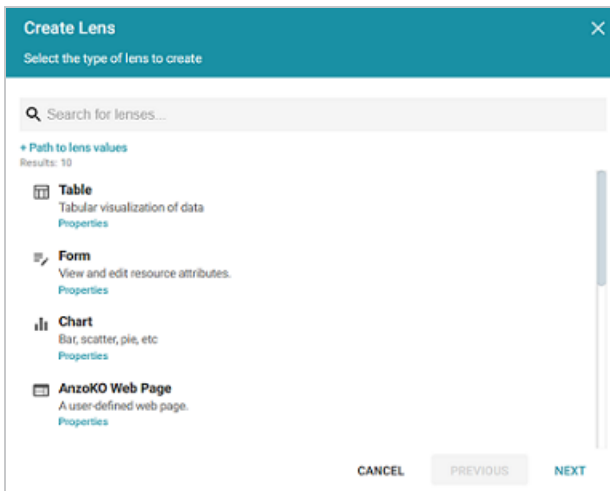 Create Lens
Select the type of lens to create
Search for lenses...
+ Path to lens values
Results: 10
Table
Tabular visualization of data
Properties
Form
View and edit resource attributes.
Properties
Chart
Bar, scatter, pie, etc
Properties
AnzoKO Web Page
A user-defined web page.
Properties
CANCEL PREVIOUS NEXT